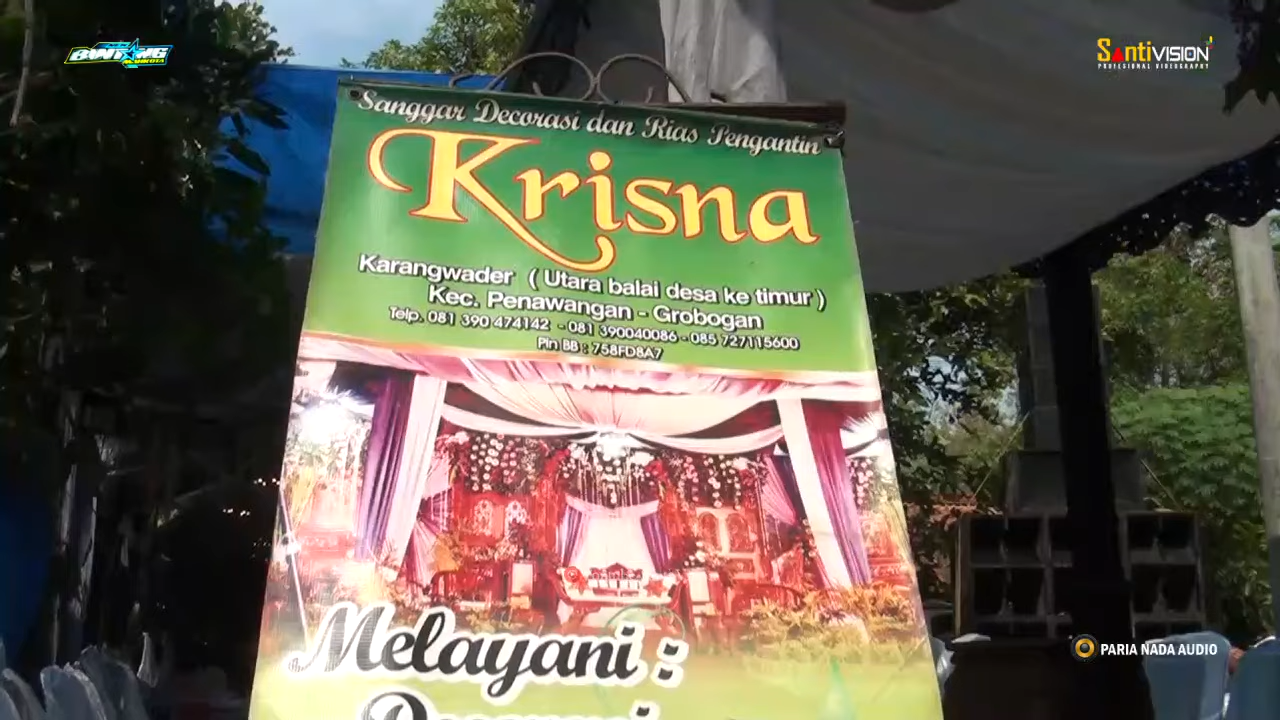 BINTANG
SantiVISION
PROFESIONAL VIDEOGRAPHY
Sanggar Decorasi dan Rias Pengantin
Krisna
Karangwader ( Utara balai desa ke timur )
Kec. Penawangan - Grobogan
Telp. 081 390 474142 - 081 390040086 - 085 727115600
Pin BB : 758FD8A7
Melayani :
PARIA NADA AUDIO